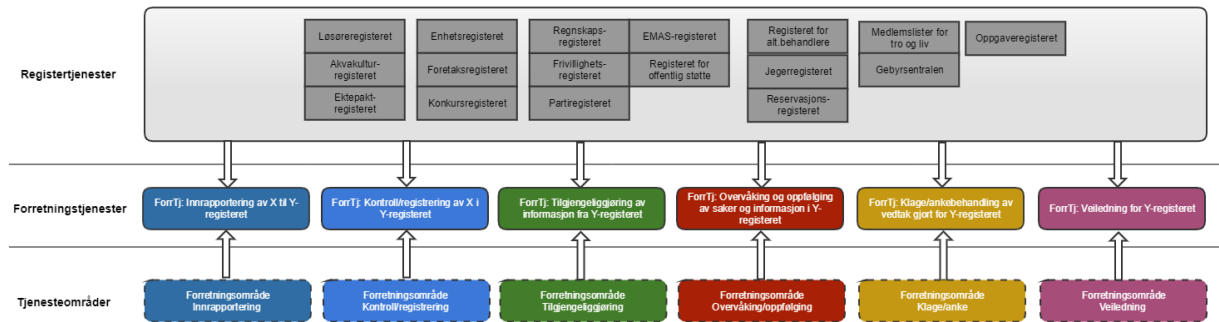 Registertjenester
Løsøreregisteret
Akvakultur-
registeret
Ektepakt-
registeret
Enhetsregisteret
Foretaksregisteret
Konkursregisteret
Regnskaps-
registeret
Frivillighets-
registeret
Partiregisteret
EMAS-registeret
Registeret for
offentlig støtte
Registeret for
alt.behandlere
Jegerregisteret
Reservasjons-
registeret
Medlemslister for
tro og liv
Gebyrsentralen
Oppgaveregisteret
Forretningstjenester
ForrTj: Innrapportering av X til Y-
registeret
ForrTj: Kontroll/registrering av X i
Y-registeret
ForrTj: Tilgjengeliggjøring av
informasjon fra Y-registeret
ForrTj: Overvåking og oppfølging
av saker og informasjon i Y-
registeret
ForrTj: Klage/ankebehandling av
vedtak gjort for Y-registeret
ForrTj: Veiledning for Y-registeret
Tjenesteområder
Forretningsområde
Innrapportering
Forretningsområde
Kontroll/registrering
Forretningsområde
Tilgjengeliggjøring
Forretningsområde
Overvåking/oppfølging
Forretningsområde
Klage/anke
Forretningsområde
Veiledning